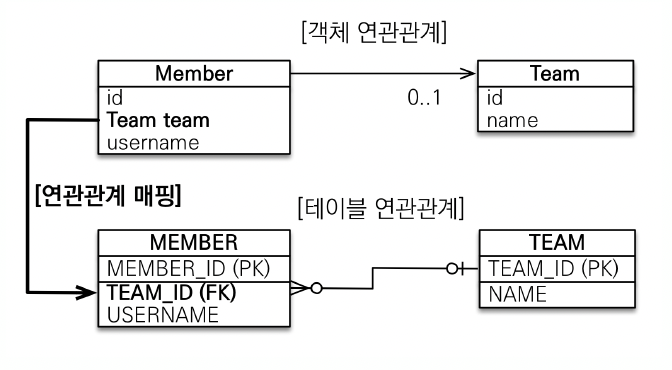 [객체 연관관계]
Member
id
Team team
username
0..1
Team
id
name
[연관관계 매핑]
[테이블 연관관계]
MEMBER
MEMBER_ID (PK)
TEAM_ID (FK)
USERNAME
TEAM
TEAM_ID (PK)
NAME